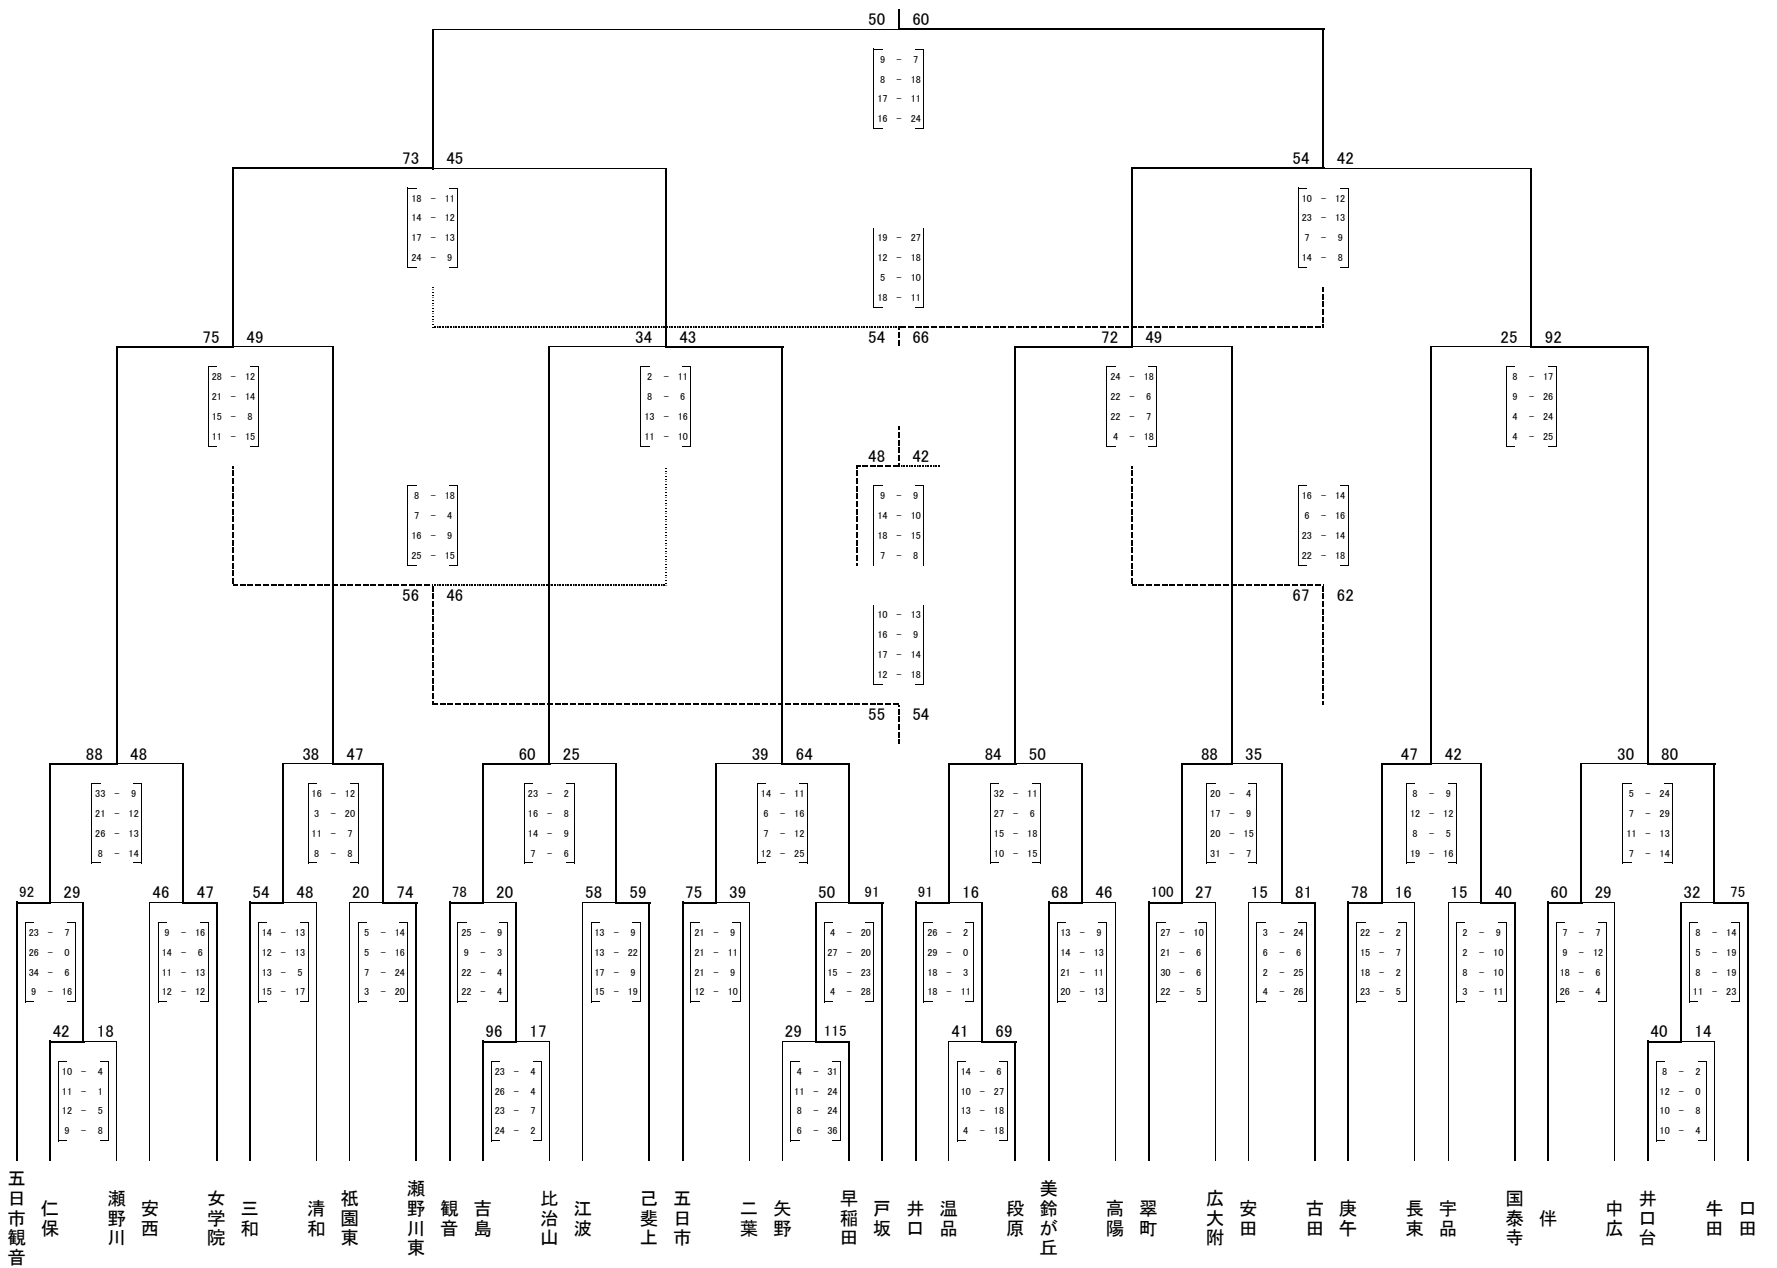 50 60
9 - 7
8 - 18
17 - 11
16 - 24
73 45
54 42
18 - 11
14 - 12
17 - 13
24 - 9
10 - 12
23 - 13
7 - 9
14 - 8
19 - 27
12 - 18
5 - 10
18 - 11
54 66
75 49
34 43
72 49
25 92
28 - 12
21 - 14
15 - 8
11 - 15
2 - 11
8 - 6
13 - 16
11 - 10
24 - 18
22 - 6
22 - 7
4 - 18
8 - 17
9 - 26
4 - 24
4 - 25
48 42
8 - 18
7 - 4
16 - 9
25 - 15
9 - 9
14 - 10
18 - 15
7 - 8
16 - 14
6 - 16
23 - 14
22 - 18
56 46
67 62
10 - 13
16 - 9
17 - 14
12 - 18
55 54
88 48
38 47
60 25
39 64
84 50
88 35
47 42
30 80
33 - 9
21 - 12
26 - 13
8 - 14
16 - 12
3 - 20
11 - 7
8 - 8
23 - 2
16 - 8
14 - 9
7 - 6
14 - 11
6 - 16
7 - 12
12 - 25
32 - 11
27 - 6
15 - 18
10 - 15
20 - 4
17 - 9
20 - 15
31 - 7
8 - 9
12 - 12
8 - 5
19 - 16
5 - 24
7 - 29
11 - 13
7 - 14
92 29
46 47
54 48
20 74
78 20
58 59
75 39
50 91
91 16
68 46
100 27
15 81
78 16
15 40
60 29
32 75
23 - 7
26 - 0
34 - 6
9 - 16
9 - 16
14 - 6
11 - 13
12 - 12
14 - 13
12 - 13
13 - 5
15 - 17
5 - 14
5 - 16
7 - 24
3 - 20
25 - 9
9 - 3
22 - 4
22 - 4
13 - 9
13 - 22
17 - 9
15 - 19
21 - 9
21 - 11
21 - 9
12 - 10
4 - 20
27 - 20
15 - 23
4 - 28
26 - 2
29 - 0
18 - 3
18 - 11
13 - 9
14 - 13
21 - 11
20 - 13
27 - 10
21 - 6
30 - 6
22 - 5
3 - 24
6 - 6
2 - 25
4 - 26
22 - 2
15 - 7
18 - 2
23 - 5
2 - 9
2 - 10
8 - 10
3 - 11
7 - 7
9 - 12
18 - 6
26 - 4
8 - 14
5 - 19
8 - 19
11 - 23
42 18
96 17
29 115
41 69
40 14
10 - 4
11 - 1
12 - 5
9 - 8
23 - 4
26 - 4
23 - 7
24 - 2
4 - 31
11 - 24
8 - 24
6 - 36
14 - 6
10 - 27
13 - 18
4 - 18
8 - 2
12 - 0
10 - 8
10 - 4
五日市観音
仁保
瀬野川
安西
女学院
三和
清和
祇園東
瀬野川東
観音
吉島
比治山
江波
己斐上
五日市
二葉
矢野
早稲田
戸坂
井口
温品
段原
美鈴が丘
高陽
翠町
広大附
安田
古田
庚午
長束
宇品
国泰寺
伴
中広
井口台
牛田
口田